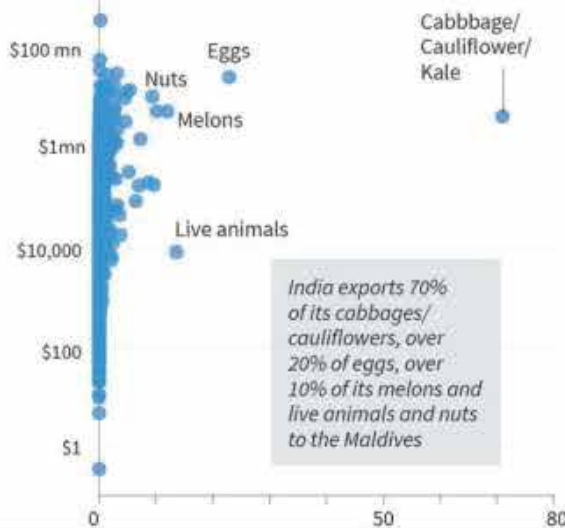 $100 mn
Eggs
Cabbbage/
Cauliflower/
Kale
Nuts
Melons
$1mn
Live animals
$10,000
India exports 70%
of its cabbages/
cauliflowers, over
20% of eggs, over
10% of its melons and
live animals and nuts
to the Maldives
$100
$1
0
50
80